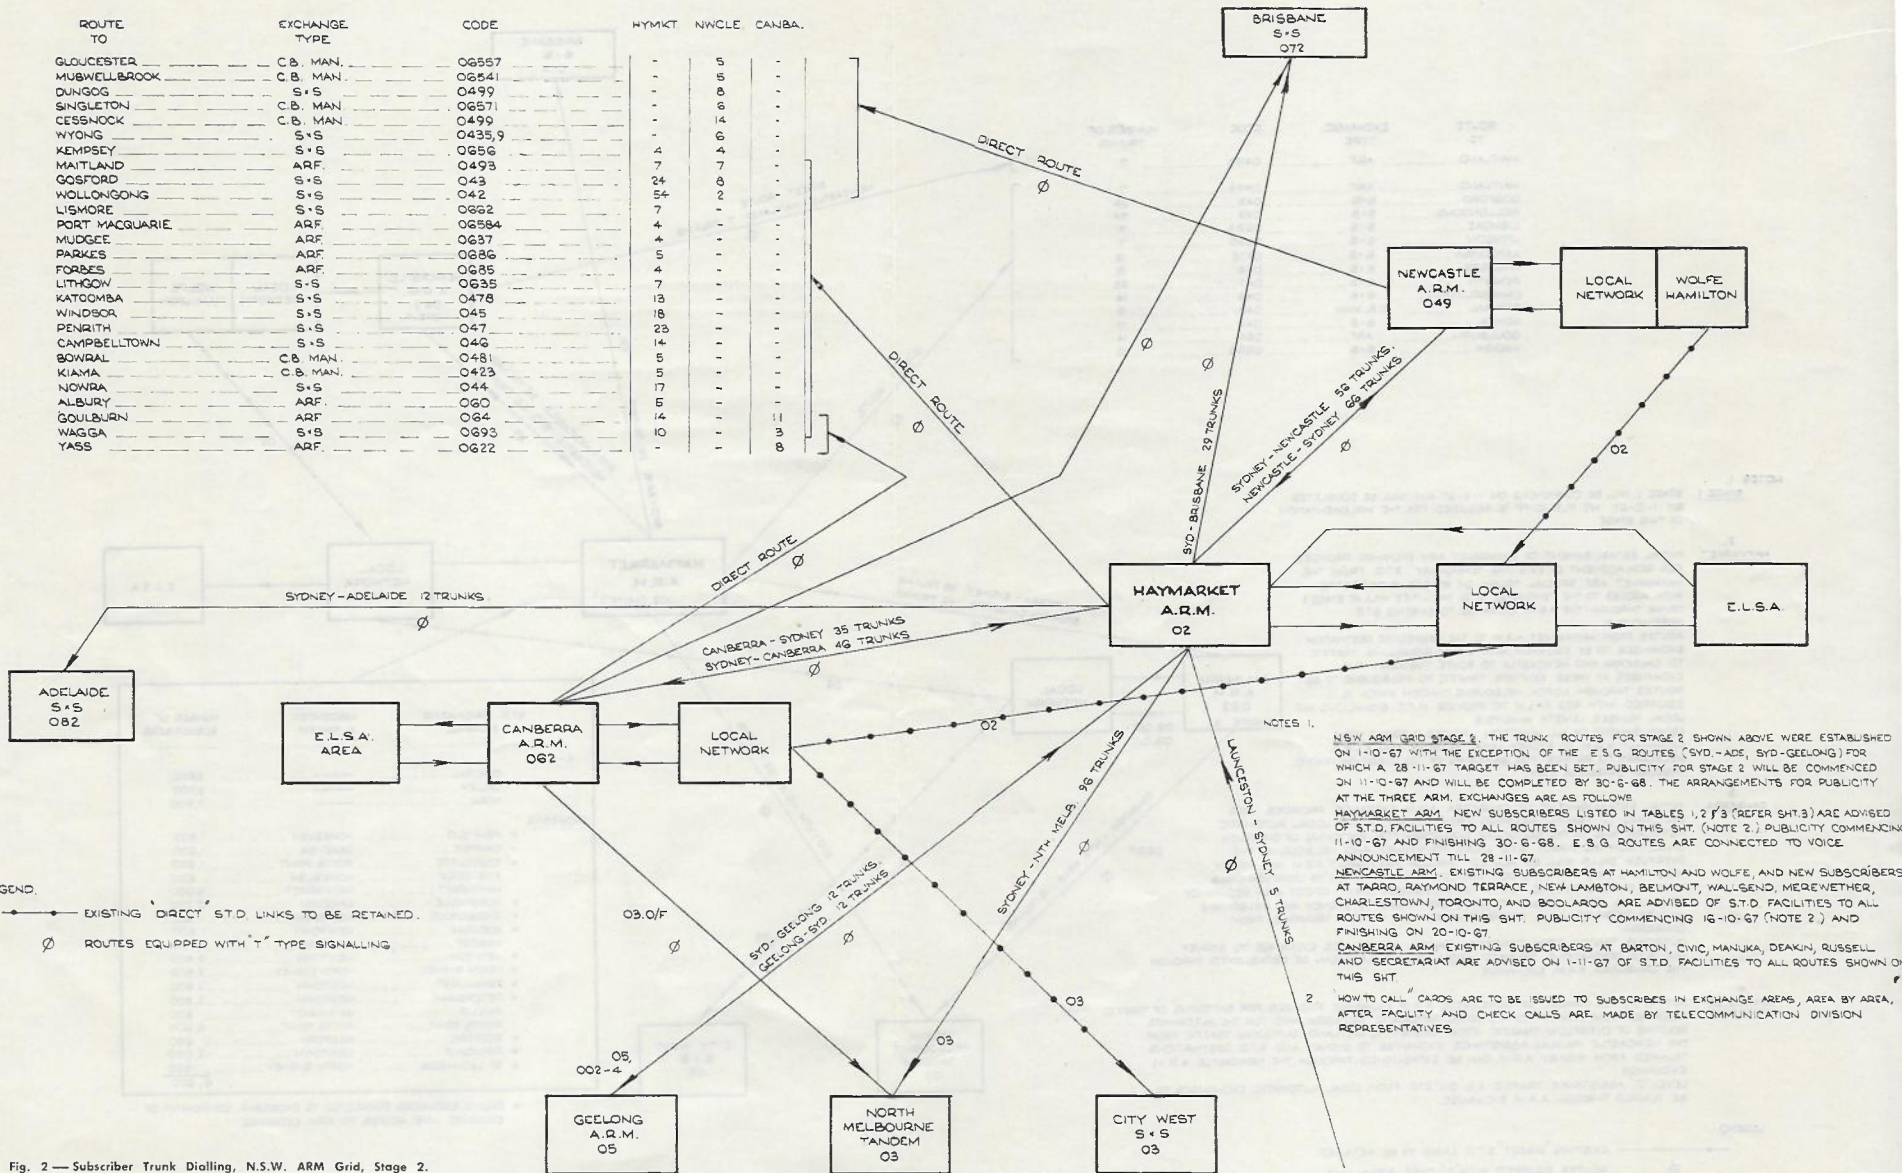 ROUTE TO EXCHANGE TYPE CODE HYMKT. NWCLE. CANBA.
GLOUCESTER C.B. MAN. 06557 - 5 -
MUSWELLBROOK C.B. MAN. 06541 - 5 -
DUNGOG S×S 0499 - 8 -
SINGLETON C.B. MAN. 06571 - 6 -
CESSNOCK C.B. MAN. 0499 - 14 -
WYONG S×S 0435,9 - 6 -
KEMPSEY S×S 0656 4 4 -
MAITLAND ARF. 0493 7 7 -
GOSFORD S×S 043 24 8 -
WOLLONGONG S×S 042 54 2 -
LISMORE S×S 0662 7 - -
PORT MACQUARIE ARF. 06584 4 - -
MUDGEE ARF. 0637 4 - -
PARKES ARF. 0686 5 - -
FORBES ARF. 0685 4 - -
LITHGOW S×S 0635 7 - -
KATOOMBA S×S 0478 13 - -
WINDSOR S×S 045 18 - -
PENRITH S×S 047 23 - -
CAMPBELLTOWN S×S 046 14 - -
BOWRAL C.B. MAN. 0481 5 - -
KIAMA C.B. MAN. 0423 5 - -
NOWRA S×S 044 17 - -
ALBURY ARF. 060 5 - -
GOULBURN ARF 064 14 - 11
WAGGA S×S 0693 10 - 3
YASS ARF. 0622 - - 8
BRISBANE
S×S
072
DIRECT ROUTE
Ø
NEWCASTLE
A.R.M.
049
LOCAL
NETWORK
WOLFE
HAMILTON
DIRECT ROUTE
Ø
Ø
Ø
SYD - BRISBANE 29 TRUNKS
SYDNEY - NEWCASTLE 56 TRUNKS.
NEWCASTLE - SYDNEY 66 TRUNKS
Ø
02
DIRECT ROUTE
Ø
SYDNEY - ADELAIDE 12 TRUNKS.
Ø
CANBERRA - SYDNEY 35 TRUNKS
SYDNEY - CANBERRA 46 TRUNKS
Ø
HAYMARKET
A.R.M.
02
LOCAL
NETWORK
E.L.S.A
ADELAIDE
S×S
082
E.L.S.A.
AREA
CANBERRA
A.R.M.
062
LOCAL
NETWORK
02
03.0/F
Ø
SYD - GEELONG 12 TRUNKS.
GEELONG - SYD 12 TRUNKS
Ø
SYDNEY - NTH MELB. 96 TRUNKS
Ø
LAUNCESTON - SYDNEY 5 TRUNKS
Ø
03
03
05,
002-4
GEELONG
A.R.M.
05
NORTH
MELBOURNE
TANDEM
03
CITY WEST
S×S
03
GEND.
EXISTING "DIRECT" S.T.D. LINKS TO BE RETAINED.
Ø ROUTES EQUIPPED WITH "T" TYPE SIGNALLING
NOTES 1.
NSW ARM GRID STAGE 2. THE TRUNK ROUTES FOR STAGE 2 SHOWN ABOVE WERE ESTABLISHED
ON 1-10-67 WITH THE EXCEPTION OF THE E.S.G. ROUTES (SYD.-ADE, SYD-GEELONG) FOR
WHICH A 28-11-67 TARGET HAS BEEN SET. PUBLICITY FOR STAGE 2 WILL BE COMMENCED
ON 11-10-67 AND WILL BE COMPLETED BY 30-6-68. THE ARRANGEMENTS FOR PUBLICITY
AT THE THREE ARM. EXCHANGES ARE AS FOLLOWS
HAYMARKET ARM. NEW SUBSCRIBERS LISTED IN TABLES 1,2 & 3 (REFER SHT.3) ARE ADVISED
OF S.T.D. FACILITIES TO ALL ROUTES SHOWN ON THIS SHT. (NOTE 2.) PUBLICITY COMMENCING
11-10-67 AND FINISHING 30-6-68. E.S.G. ROUTES ARE CONNECTED TO VOICE
ANNOUNCEMENT TILL 28-11-67.
NEWCASTLE ARM. EXISTING SUBSCRIBERS AT HAMILTON AND WOLFE, AND NEW SUBSCRIBERS
AT TARRO, RAYMOND TERRACE, NEW LAMBTON, BELMONT, WALLSEND, MEREWETHER,
CHARLESTOWN, TORONTO, AND BOOLAROO ARE ADVISED OF S.T.D FACILITIES TO ALL
ROUTES SHOWN ON THIS SHT. PUBLICITY COMMENCING 16-10-67 (NOTE 2.) AND
FINISHING ON 20-10-67.
CANBERRA ARM. EXISTING SUBSCRIBERS AT BARTON, CIVIC, MANUKA, DEAKIN, RUSSELL
AND SECRETARIAT ARE ADVISED ON 1-11-67 OF S.T.D. FACILITIES TO ALL ROUTES SHOWN ON
THIS SHT.
2 "HOW TO CALL" CARDS ARE TO BE ISSUED TO SUBSCRIBES IN EXCHANGE AREAS, AREA BY AREA,
AFTER FACILITY AND CHECK CALLS ARE MADE BY TELECOMMUNICATION DIVISION
REPRESENTATIVES
Fig. 2 — Subscriber Trunk Dialling, N.S.W. ARM Grid, Stage 2.